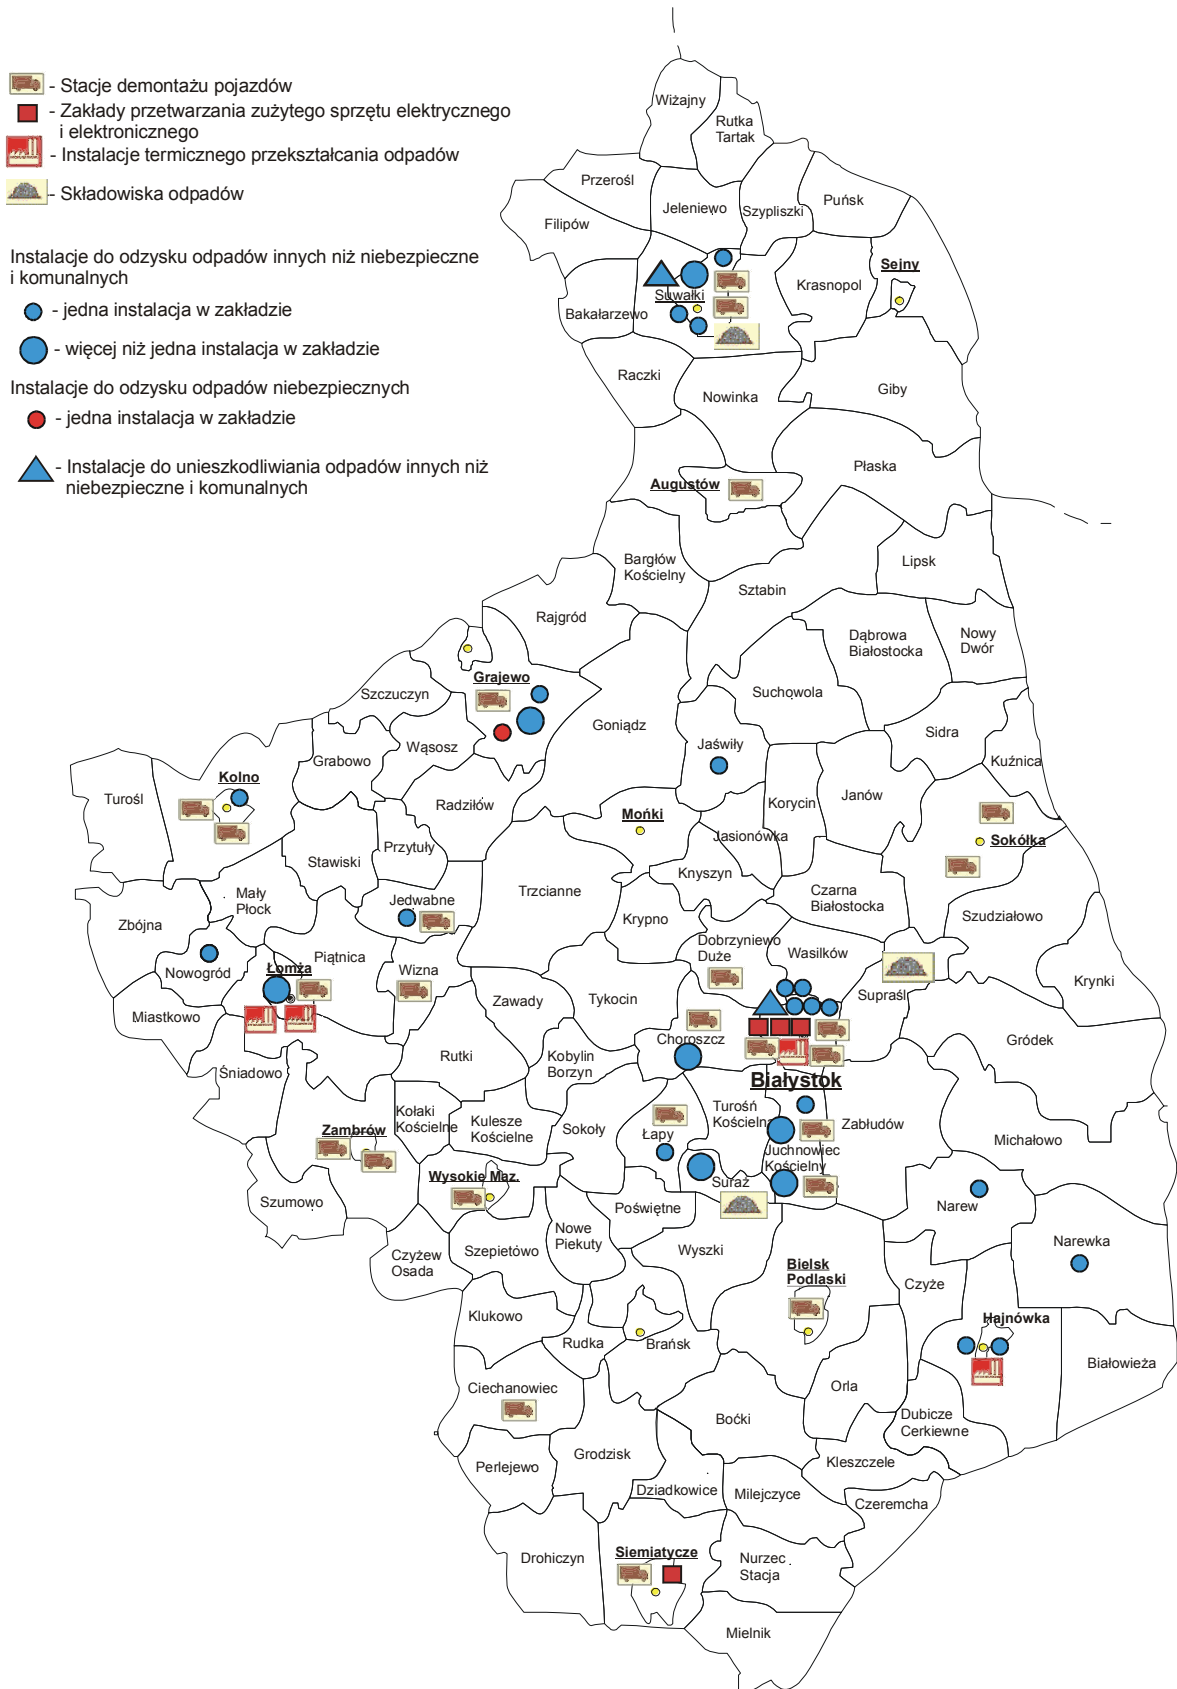 - Stacje demontażu pojazdów
- Zakłady przetwarzania zużytego sprzętu elektrycznego
i elektronicznego
- Instalacje termicznego przekształcania odpadów
- Składowiska odpadów
Instalacje do odzysku odpadów innych niż niebezpieczne
i komunalnych
- jedna instalacja w zakładzie
- więcej niż jedna instalacja w zakładzie
Instalacje do odzysku odpadów niebezpiecznych
- jedna instalacja w zakładzie
- Instalacje do unieszkodliwiania odpadów innych niż
niebezpieczne i komunalnych
Wiżajny
Rutka
Tartak
Przerośl
Jeleniewo
Szypliszki
Puńsk
Filipów
Sejny
Krasnopol
Suwałki
Bakałarzewo
Raczki
Nowinka
Giby
Płaska
Augustów
Bargłów
Kościelny
Lipsk
Sztabin
Rajgród
Dąbrowa
Białostocka
Nowy
Dwór
Grajewo
Szczuczyn
Suchowola
Goniądz
Sidra
Wąsosz
Jaświły
Grabowo
Kuźnica
Kolno
Turośl
Radziłów
Korycin
Janów
Mońki
Jasionówka
Sokółka
Przytuły
Stawiski
Knyszyn
Trzcianne
Mały
Płock
Jedwabne
Czarna
Białostocka
Krypno
Szudziałowo
Zbójna
Dobrzyniewo
Duże
Wasilków
Piątnica
Nowogród
Łomża
Wizna
Krynki
Zawady
Tykocin
Supraśl
Miastkowo
Choroszcz
Gródek
Rutki
Kobylin
Borzyn
Śniadowo
Białystok
Kołaki
Kościelne
Kulesze
Kościelne
Turośń
Kościelna
Zabłudów
Zambrów
Sokoły
Łapy
Michałowo
Juchnowiec
Kościelny
Wysokie Maz.
Suraż
Szumowo
Poświętne
Narew
Nowe
Piekuty
Narewka
Szepietówo
Wyszki
Czyżew
Osada
Bielsk
Podlaski
Czyże
Klukowo
Hajnówka
Rudka
Brańsk
Białowieża
Ciechanowiec
Orla
Boćki
Dubicze
Cerkiewne
Grodzisk
Perlejewo
Kleszczele
Dziadkowice
Milejczyce
Czeremcha
Siemiatycze
Drohiczyn
Nurzec
Stacja
Mielnik